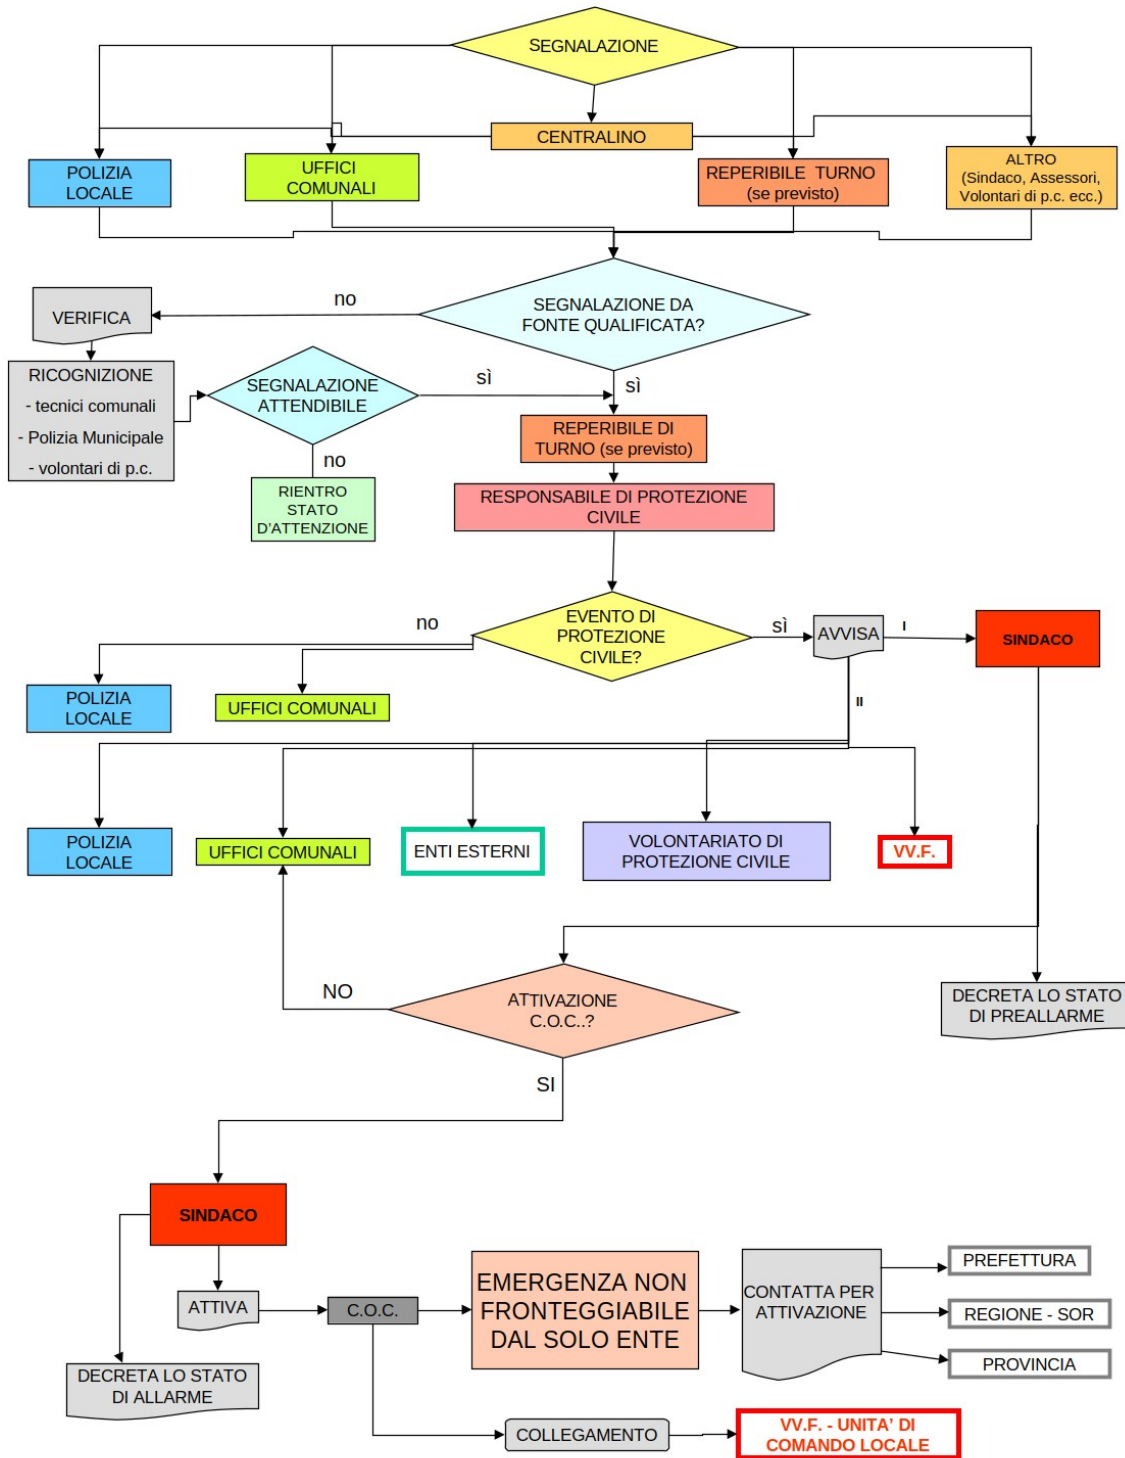 SEGNALAZIONE
CENTRALINO
POLIZIA
LOCALE
UFFICI
COMUNALI
REPERIBILE TURNO
(se previsto)
ALTRO
(Sindaco, Assessori,
Volontari di p.c. ecc.)
SEGNALAZIONE DA
FONTE QUALIFICATA?
no
VERIFICA
RICOGNIZIONE
- tecnici comunali
- Polizia Municipale
- volontari di p.c.
SEGNALAZIONE
ATTENDIBILE
sì
sì
no
RIENTRO
STATO
D'ATTENZIONE
REPERIBILE DI
TURNO (se previsto)
RESPONSABILE DI PROTEZIONE
CIVILE
EVENTO DI
PROTEZIONE
CIVILE?
no
sì
AVVISA
I
SINDACO
POLIZIA
LOCALE
UFFICI COMUNALI
II
POLIZIA
LOCALE
UFFICI COMUNALI
ENTI ESTERNI
VOLONTARIATO DI
PROTEZIONE CIVILE
VV.F.
ATTIVAZIONE
C.O.C..?
NO
DECRETA LO STATO
DI PREALLARME
SI
SINDACO
ATTIVA
C.O.C.
EMERGENZA NON
FRONTEGGIABILE
DAL SOLO ENTE
CONTATTA PER
ATTIVAZIONE
PREFETTURA
REGIONE - SOR
PROVINCIA
DECRETA LO STATO
DI ALLARME
COLLEGAMENTO
VV.F. - UNITA' DI
COMANDO LOCALE